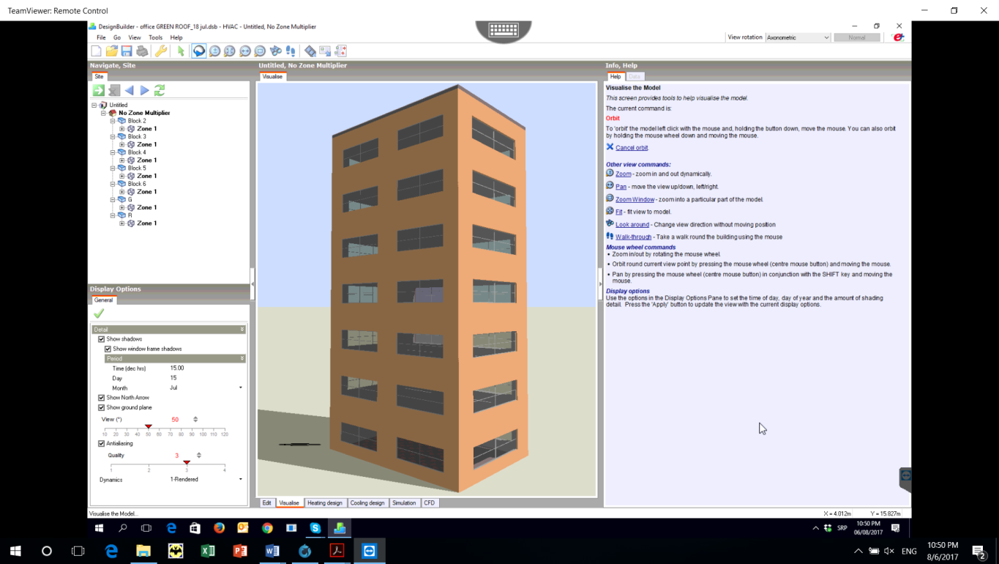 TeamViewer: Remote Control
DesignBuilder - office GREEN ROOF_18 jul.dsb - HVAC - Untitled, No Zone Multiplier
File Go View Tools Help
View rotation Axonometric Normal
Navigate, Site
Site
Untitled
No Zone Multiplier
Block 2
Zone 1
Block 3
Zone 1
Block 4
Zone 1
Block 5
Zone 1
Block 6
Zone 1
G
Zone 1
R
Zone 1
Display Options
General
Detail
Show shadows
Show window frame shadows
Period
Time (dec hrs) 15.00
Day 15
Month Jul
Show North Arrow
Show ground plane
View (°) 50
10 20 30 40 50 60 70 80 90 100 110 120
Antialiasing
Quality 3
1 2 3 4
Dynamics 1-Rendered
Untitled, No Zone Multiplier
Visualise
Edit Visualise Heating design Cooling design Simulation CFD
Info, Help
Help Data
Visualise the Model
This screen provides tools to help visualise the model.
The current command is:
Orbit
To 'orbit' the model left click with the mouse and, holding the button down, move the mouse. You can also orbit
by holding the mouse wheel down and moving the mouse.
Cancel orbit.
Other view commands:
Zoom - zoom in and out dynamically.
Pan - move the view up/down, left/right.
Zoom Window - zoom into a particular part of the model.
Fit - fit view to model.
Look around - Change view direction without moving position
Walk-through - Take a walk round the building using the mouse
Mouse wheel commands
• Zoom in/out by rotating the mouse wheel.
• Orbit round current view point by pressing the mouse wheel (centre mouse button) and moving the mouse.
• Pan by pressing the mouse wheel (centre mouse button) in conjunction with the SHIFT key and moving the
mouse.
Display options
Use the options in the Display Options Pane to set the time of day, day of year and the amount of shading
detail. Press the 'Apply' button to update the view with the current display options.
Visualise the Model...
X = 4.012m Y = 15.827m
SRP
10:50 PM
06/08/2017
ENG
10:50 PM
8/6/2017
2